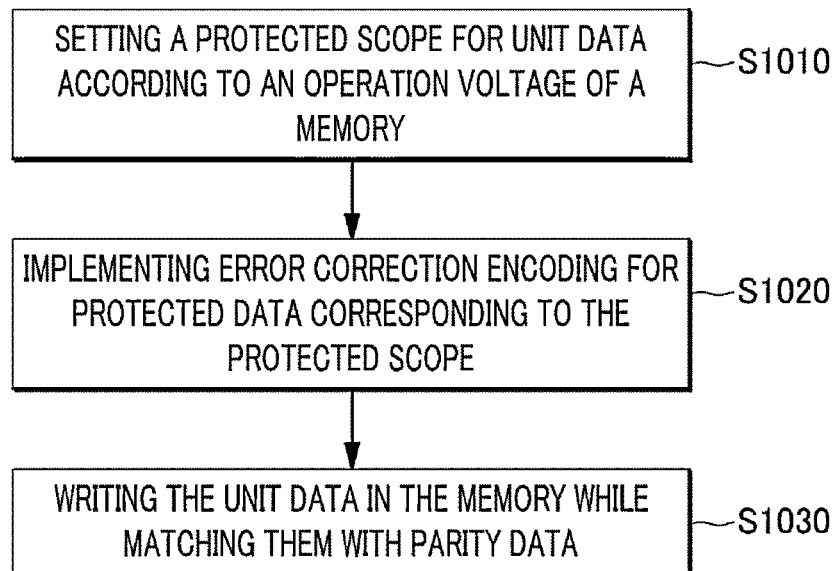 SETTING A PROTECTED SCOPE FOR UNIT DATA
ACCORDING TO AN OPERATION VOLTAGE OF A
MEMORY
S1010
IMPLEMENTING ERROR CORRECTION ENCODING FOR
PROTECTED DATA CORRESPONDING TO THE
PROTECTED SCOPE
S1020
WRITING THE UNIT DATA IN THE MEMORY WHILE
MATCHING THEM WITH PARITY DATA
S1030